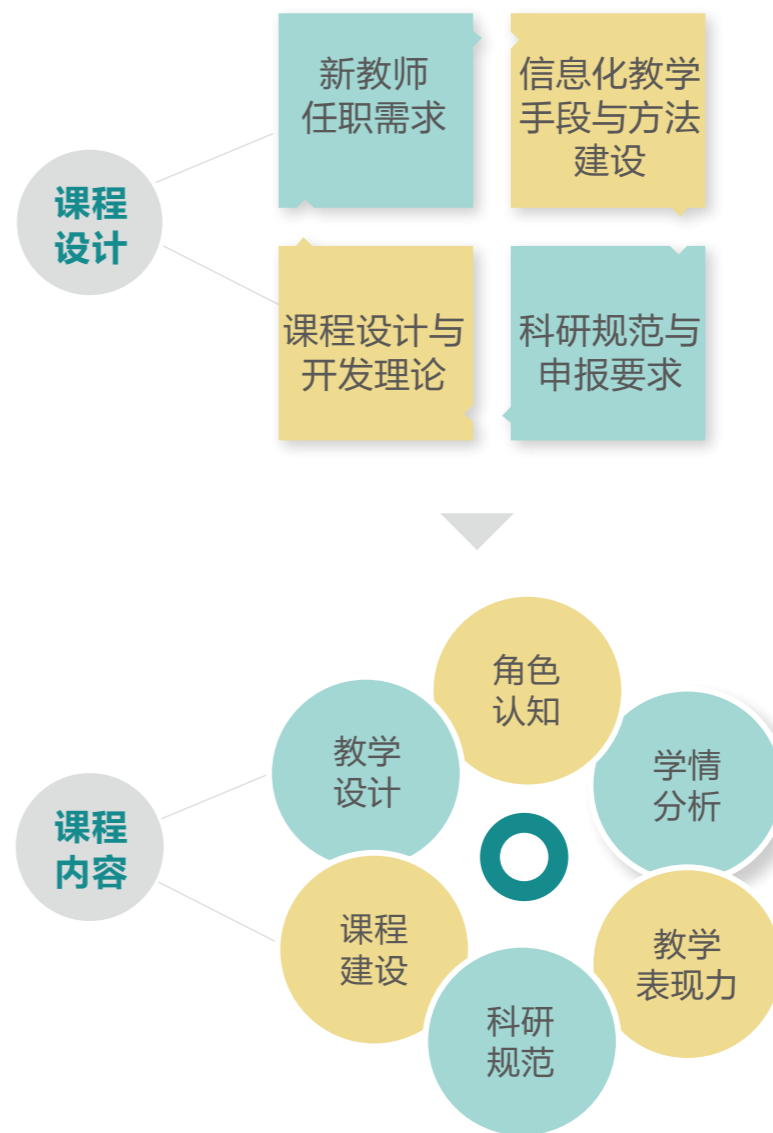 新教师
任职需求
信息化教学
手段与方法
建设
课程
设计
课程设计与
开发理论
科研规范与
申报要求
角色
认知
教学
设计
学情
分析
课程
内容
课程
建设
教学
表现力
科研
规范